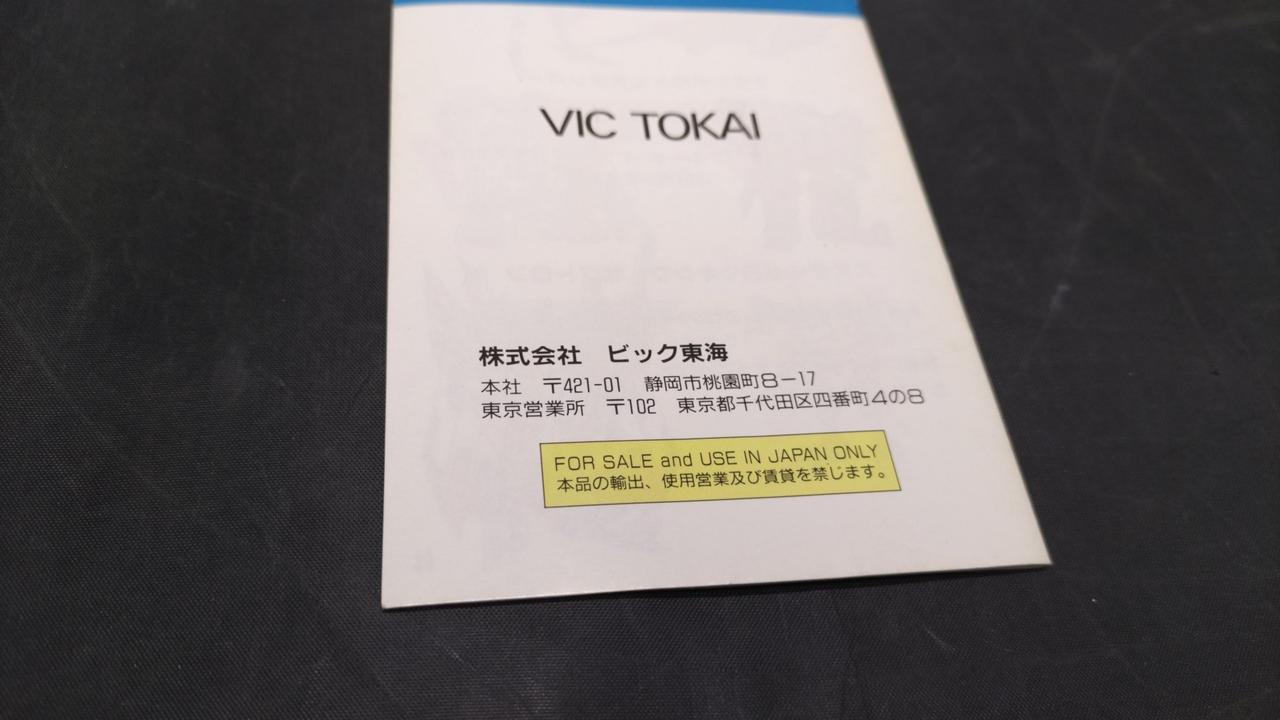 VIC TOKAI
株式会社 ビック東海
本社 〒421-01 静岡市桃園町8-17
東京営業所 〒102 東京都千代田区四番町4の8
FOR SALE and USE IN JAPAN ONLY
本品の輸出、使用営業及び賃貸を禁じます。